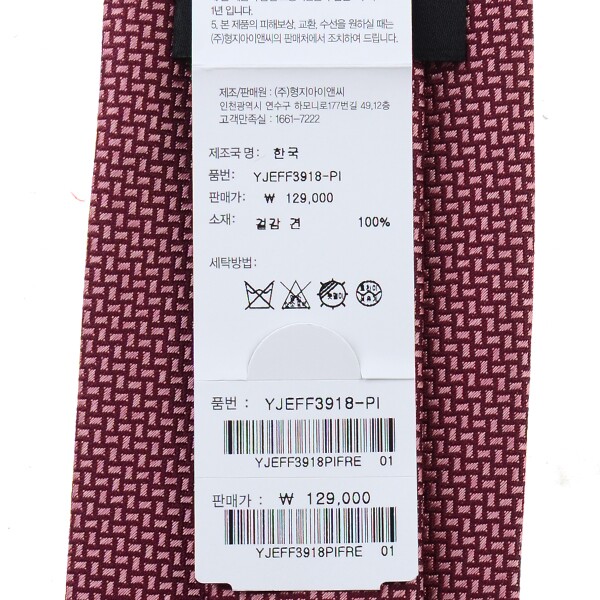 1년 입니다.
5. 본 제품의 피해보상, 교환, 수선을 원하실 때는
(주)형지아이앤씨의 판매처에서 조치하여 드립니다.
제조/판매원 : (주)형지아이앤씨
인천광역시 연수구 하모니로177번길 49,12층
고객만족실 : 1661-7222
제조국명: 한국
품번: YJEFF3918-PI
판매가: ₩ 129,000
소재: 겉감 견 100%
세탁방법:
품번 : YJEFF3918-PI
YJEFF3918PIFRE 01
판매가 : ₩ 129,000
YJEFF3918PIFRE 01